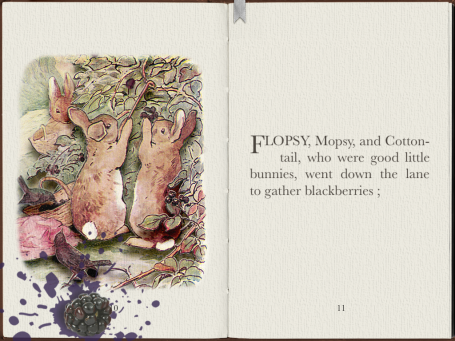 FLOPSY, Mopsy, and Cotton-
tail, who were good little
bunnies, went down the lane
to gather blackberries ;
11